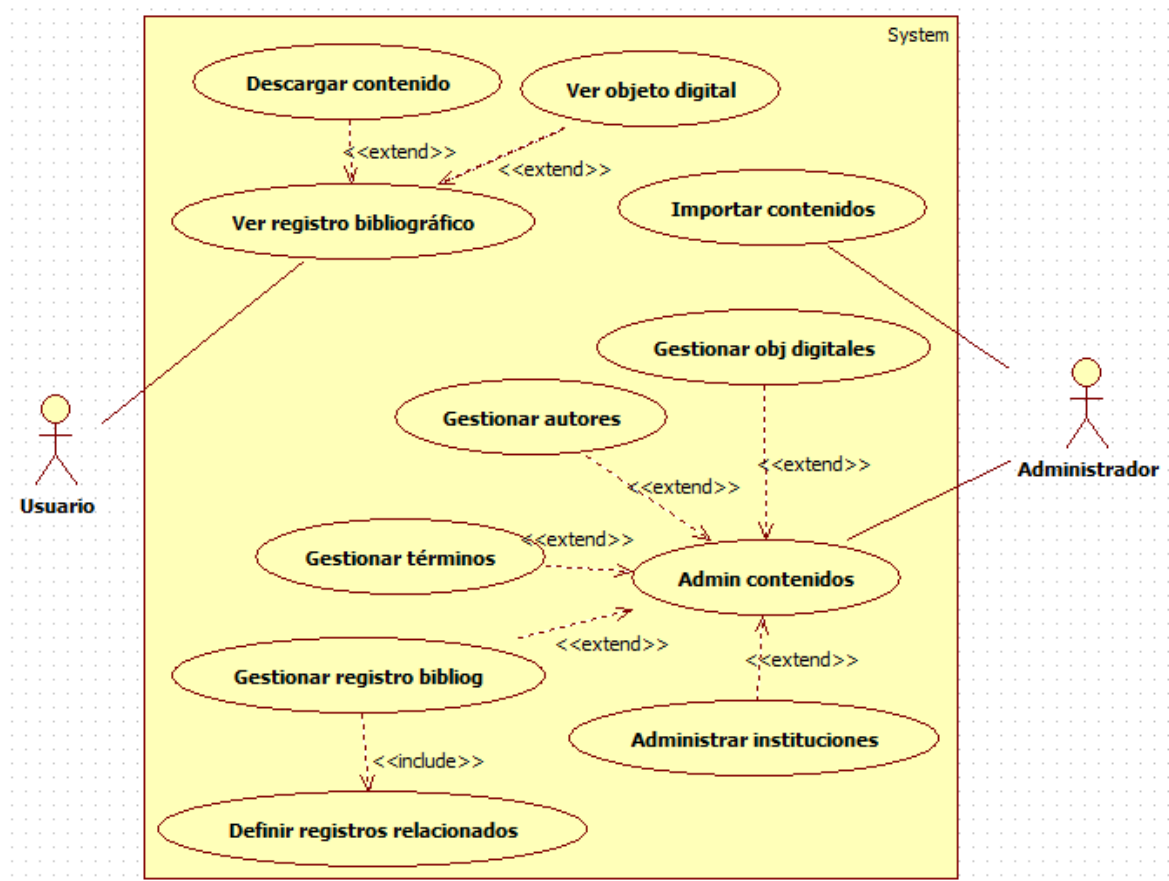 System
Descargar contenido
Ver objeto digital
<<extend>>
<<extend>>
Ver registro bibliográfico
Importar contenidos
Gestionar obj digitales
Gestionar autores
Usuario
Administrador
<<extend>>
<<extend>>
Gestionar términos
<<extend>>
Admin contenidos
<<extend>>
Gestionar registro bibliog
<<extend>>
Administrar instituciones
<<include>>
Definir registros relacionados